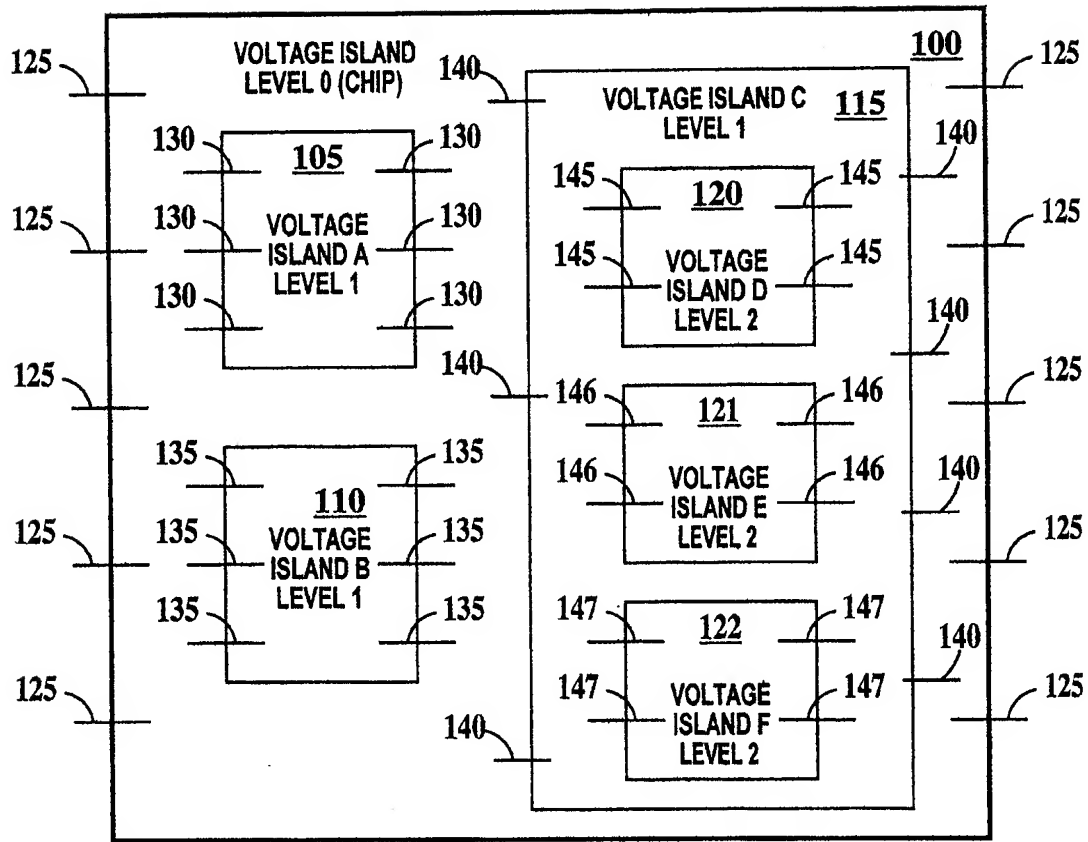 100
VOLTAGE ISLAND
LEVEL 0 (CHIP)
125
125
125
125
125
125
125
125
125
125
130
130
105
130
130
VOLTAGE
ISLAND A
LEVEL 1
130
130
135
135
110
135
135
VOLTAGE
ISLAND B
LEVEL 1
135
135
140
140
140
140
140
140
140
VOLTAGE ISLAND C
LEVEL 1
115
145
145
120
145
145
VOLTAGE
ISLAND D
LEVEL 2
146
146
121
146
146
VOLTAGE
ISLAND E
LEVEL 2
147
147
122
147
147
VOLTAGE
ISLAND F
LEVEL 2